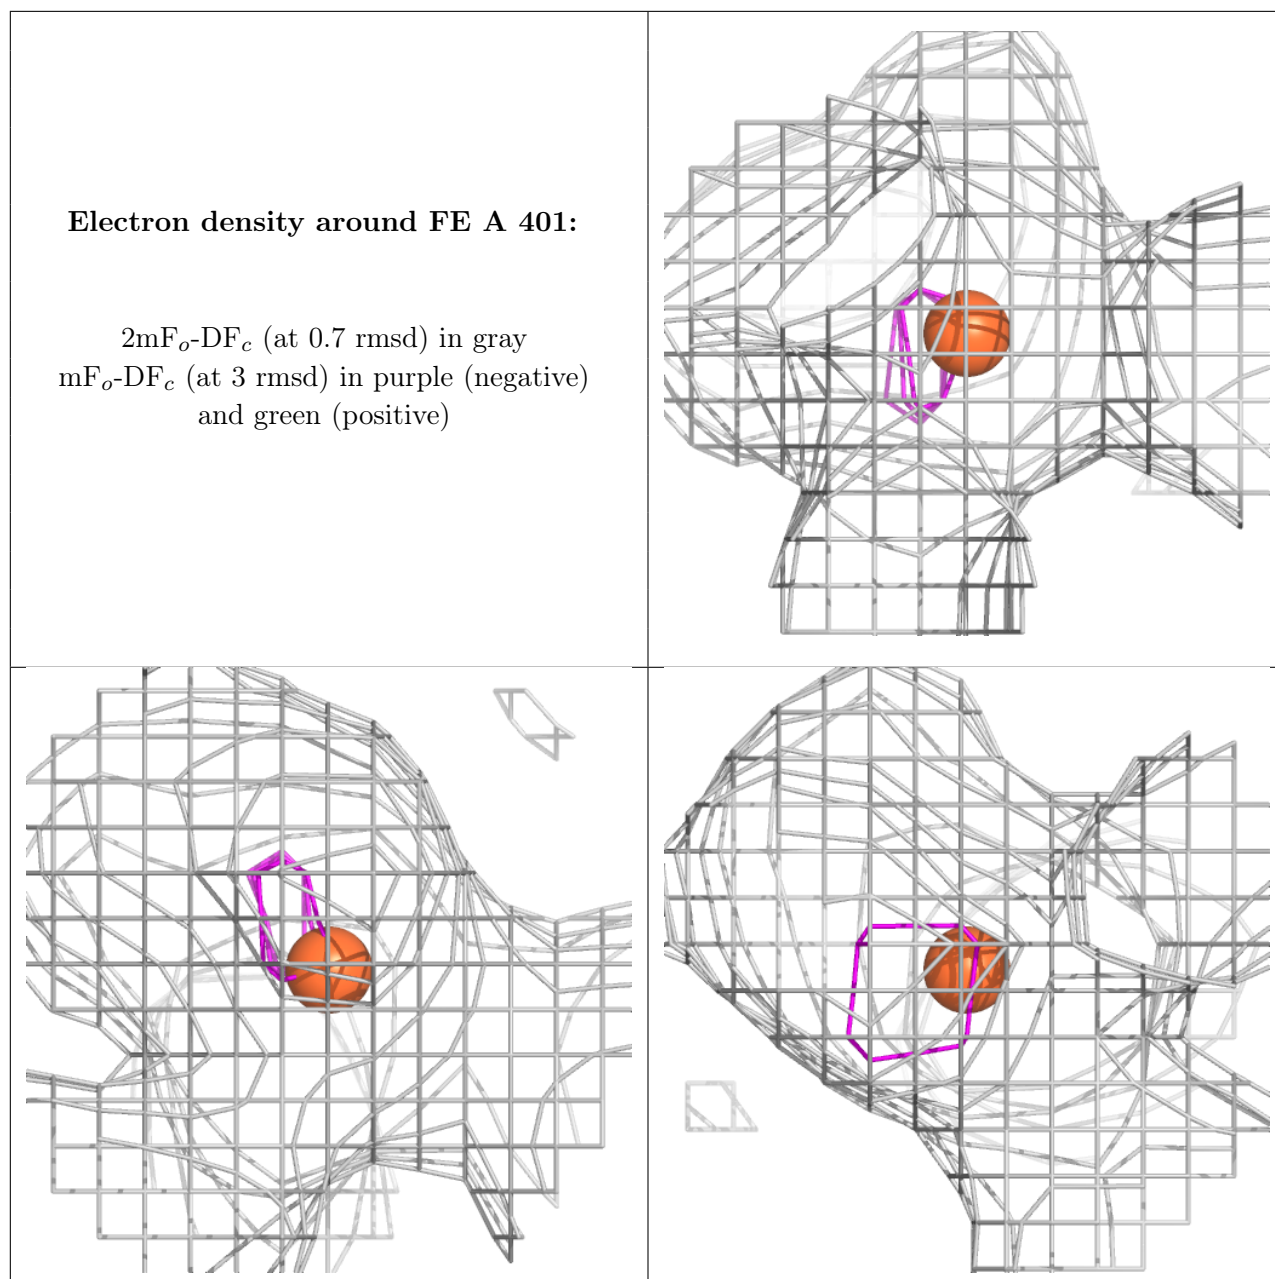 Electron density around FE A 401:
2mFo-DFc (at 0.7 rmsd) in gray
mFo-DFc (at 3 rmsd) in purple (negative)
and green (positive)